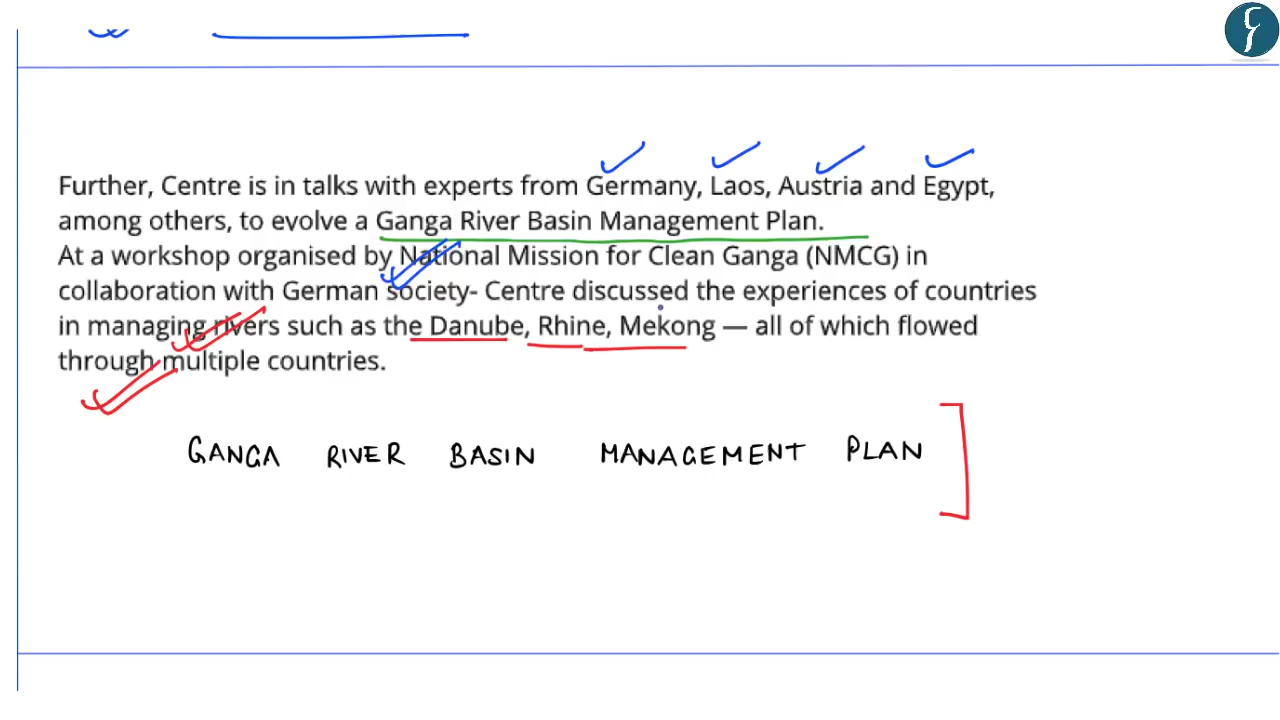 Further, Centre is in talks with experts from Germany, Laos, Austria and Egypt,
among others, to evolve a Ganga River Basin Management Plan.
At a workshop organised by National Mission for Clean Ganga (NMCG) in
collaboration with German society- Centre discussed the experiences of countries
in managing rivers such as the Danube, Rhine, Mekong — all of which flowed
through multiple countries.
GANGA RIVER BASIN MANAGEMENT PLAN